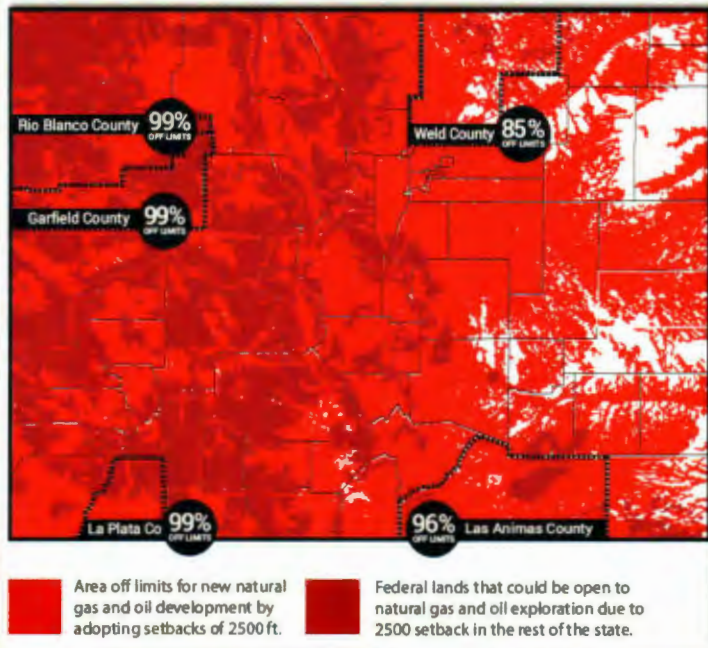 Rio Blanco County 99%
OFF LIMITS
Weld County 85%
OFF LIMITS
Garfield County 99%
OFF LIMITS
La Plata Co 99%
OFF LIMITS
96% Las Animas County
OFF LIMITS
Area off limits for new natural
gas and oil development by
adopting setbacks of 2500 ft.
Federal lands that could be open to
natural gas and oil exploration due to
2500 setback in the rest of the state.